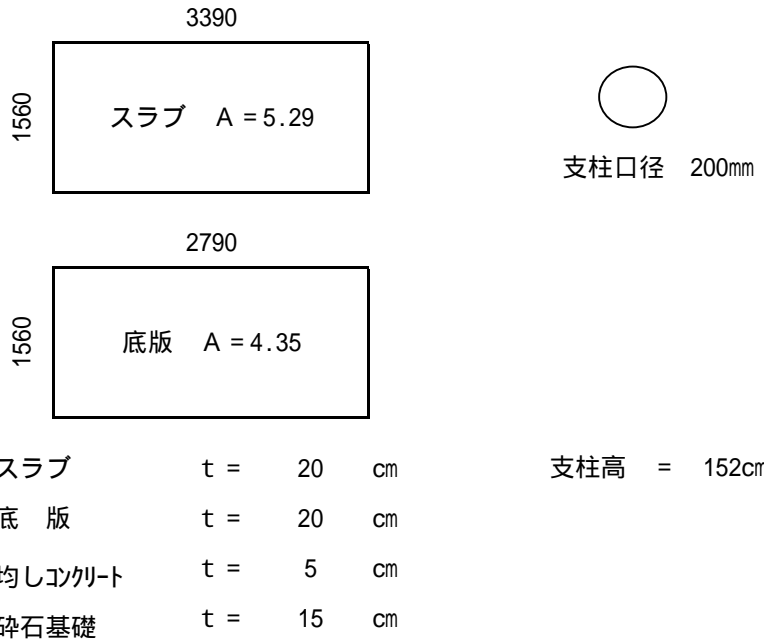 3390
1560
スラブ A =5.29
支柱口径 200㎜
2790
1560
底版 A =4.35
スラブ t = 20 ㎝
支柱高 = 152cm
底 版 t = 20 ㎝
均しｺﾝｸﾘｰﾄ t = 5 ㎝
砕石基礎 t = 15 ㎝